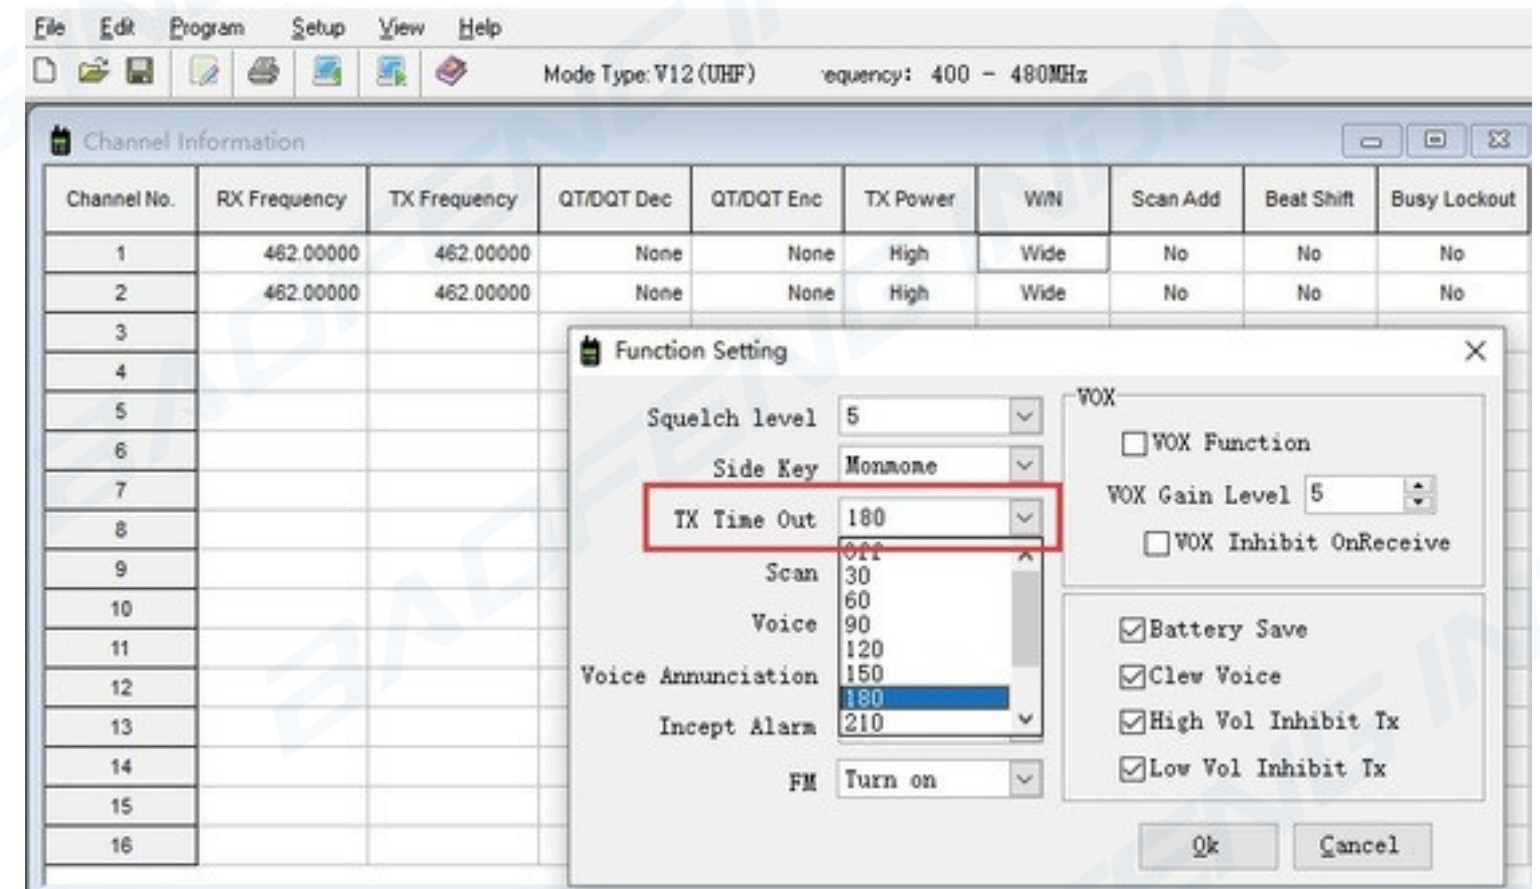 File Edit Program Setup View Help
Mode Type: V12(UHF) equency: 400 - 480MHz
Channel Information
Channel No. RX Frequency TX Frequency QT/DQT Dec QT/DQT Enc TX Power W/N Scan Add Beat Shift Busy Lockout
1 462.00000 462.00000 None None High Wide No No No
2 462.00000 462.00000 None None High Wide No No No
3
4
5
6
7
8
9
10
11
12
13
14
15
16
Function Setting
Squelch level 5
Side Key Monmome
TX Time Out 180
Off
30
60
90
120
150
180
210
Scan
Voice
Voice Annunciation
Incept Alarm
FM Turn on
VOX
VOX Function
VOX Gain Level 5
VOX Inhibit OnReceive
Battery Save
Clew Voice
High Vol Inhibit Tx
Low Vol Inhibit Tx
Ok Cancel
BAOFENG INDIA